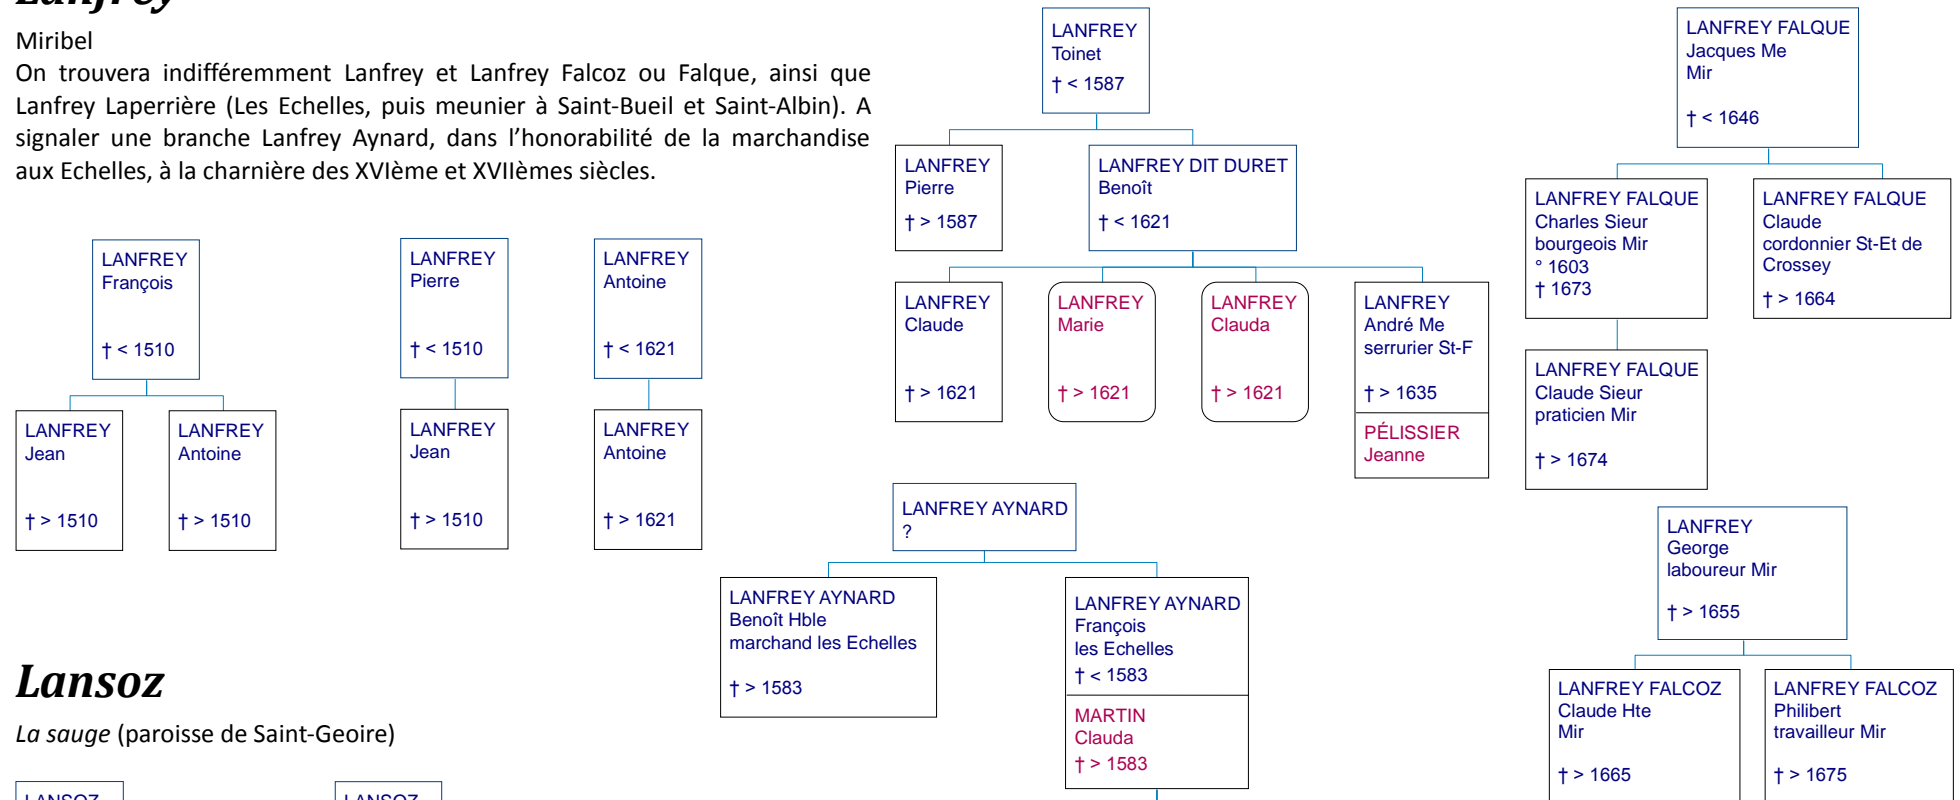 Lanfrey
Miribel
On trouvera indifféremment Lanfrey et Lanfrey Falcoz ou Falque, ainsi que
Lanfrey Laperrière (Les Echelles, puis meunier à Saint-Bueil et Saint-Albin). A
signaler une branche Lanfrey Aynard, dans l’honorabilité de la marchandise
aux Echelles, à la charnière des XVIème et XVIIèmes siècles.
LANFREY
François
† < 1510
LANFREY
Jean
† > 1510
LANFREY
Antoine
† > 1510
LANFREY
Pierre
† < 1510
LANFREY
Jean
† > 1510
LANFREY
Antoine
† < 1621
LANFREY
Antoine
† > 1621
LANFREY
Toinet
† < 1587
LANFREY
Pierre
† > 1587
LANFREY DIT DURET
Benoît
† < 1621
LANFREY
Claude
† > 1621
LANFREY
Marie
† > 1621
LANFREY
Clauda
† > 1621
LANFREY
André Me
serrurier St-F
† > 1635
PÉLISSIER
Jeanne
LANFREY FALQUE
Jacques Me
Mir
† < 1646
LANFREY FALQUE
Charles Sieur
bourgeois Mir
° 1603
† 1673
LANFREY FALQUE
Claude
cordonnier St-Et de
Crossey
† > 1664
LANFREY FALQUE
Claude Sieur
praticien Mir
† > 1674
LANFREY AYNARD
?
LANFREY AYNARD
Benoît Hble
marchand les Echelles
† > 1583
LANFREY AYNARD
François
les Echelles
† < 1583
MARTIN
Clauda
† > 1583
LANFREY
George
laboureur Mir
† > 1655
LANFREY FALCOZ
Claude Hte
Mir
† > 1665
LANFREY FALCOZ
Philibert
travailleur Mir
† > 1675
Lansoz
La sauge (paroisse de Saint-Geoire)
LANSOZ
LANSOZ